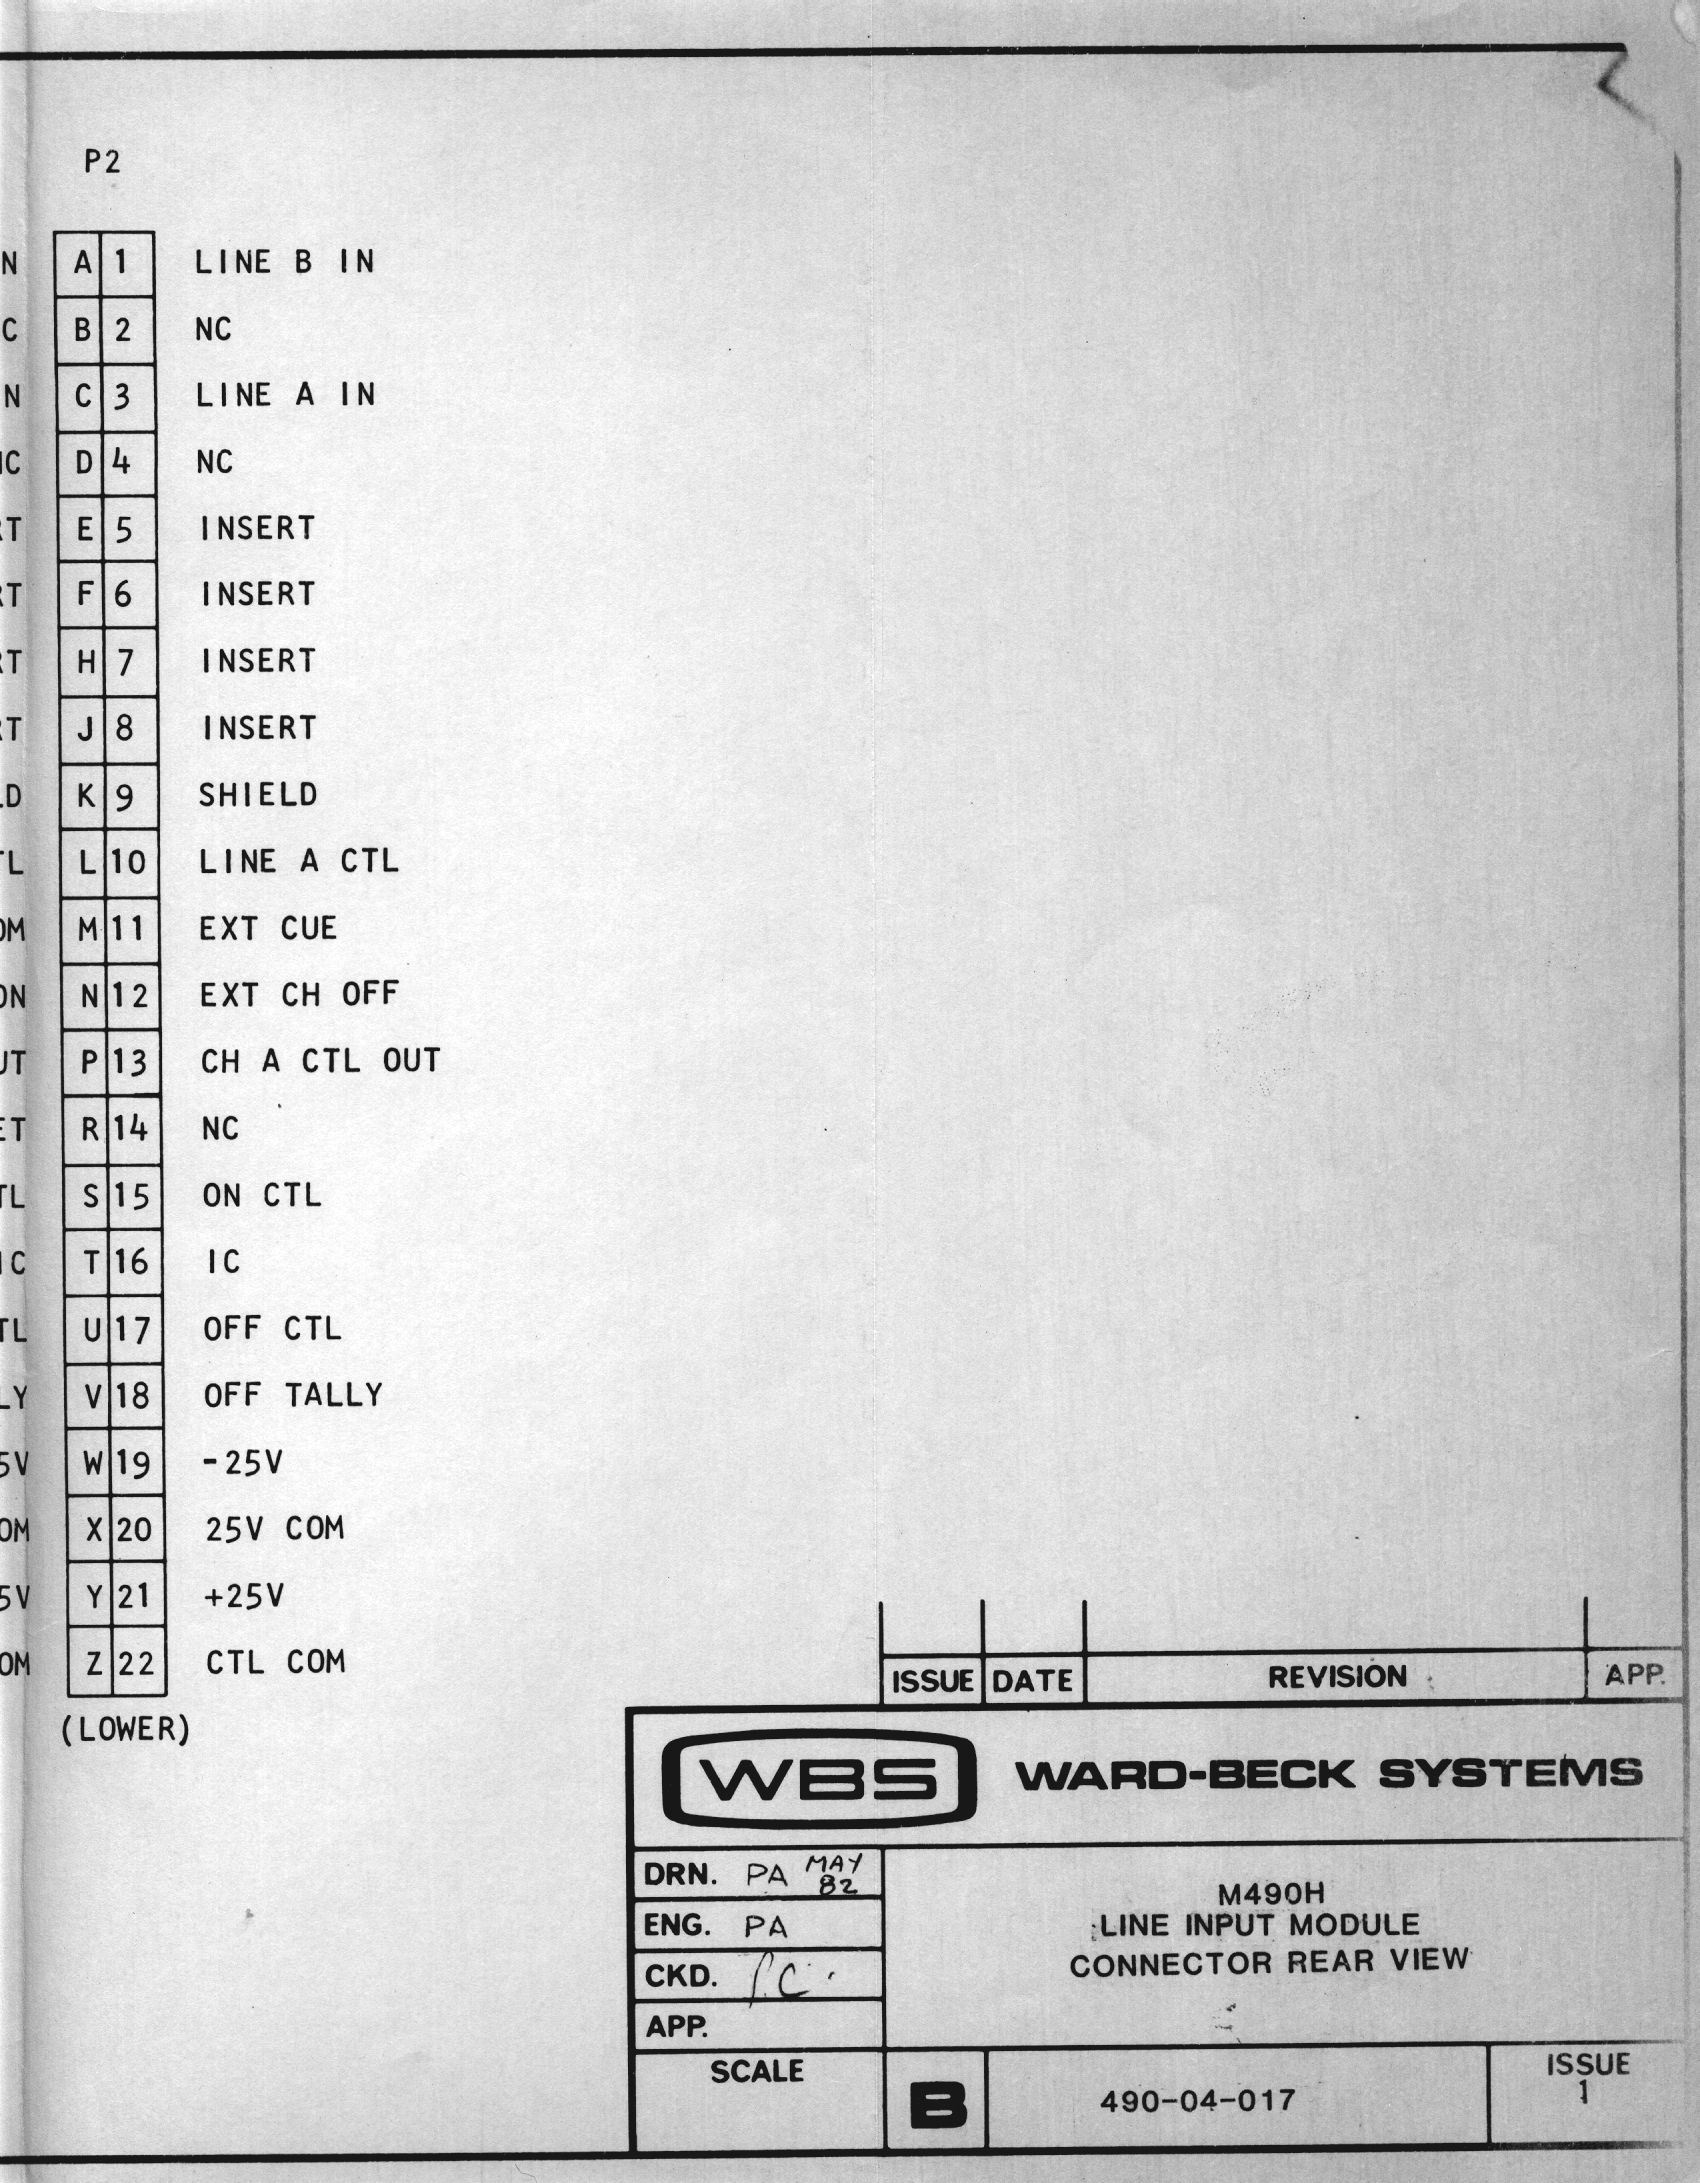 P2
A 1 LINE B IN
B 2 NC
C 3 LINE A IN
D 4 NC
E 5 INSERT
F 6 INSERT
H 7 INSERT
J 8 INSERT
K 9 SHIELD
L 10 LINE A CTL
M 11 EXT CUE
N 12 EXT CH OFF
P 13 CH A CTL OUT
R 14 NC
S 15 ON CTL
T 16 IC
U 17 OFF CTL
V 18 OFF TALLY
W 19 -25V
X 20 25V COM
Y 21 +25V
Z 22 CTL COM
(LOWER)
ISSUE DATE REVISION APP.
WBS WARD-BECK SYSTEMS
DRN. PA MAY 82
ENG. PA
CKD.
APP.
M490H
LINE INPUT MODULE
CONNECTOR REAR VIEW
SCALE
B
490-04-017
ISSUE
1